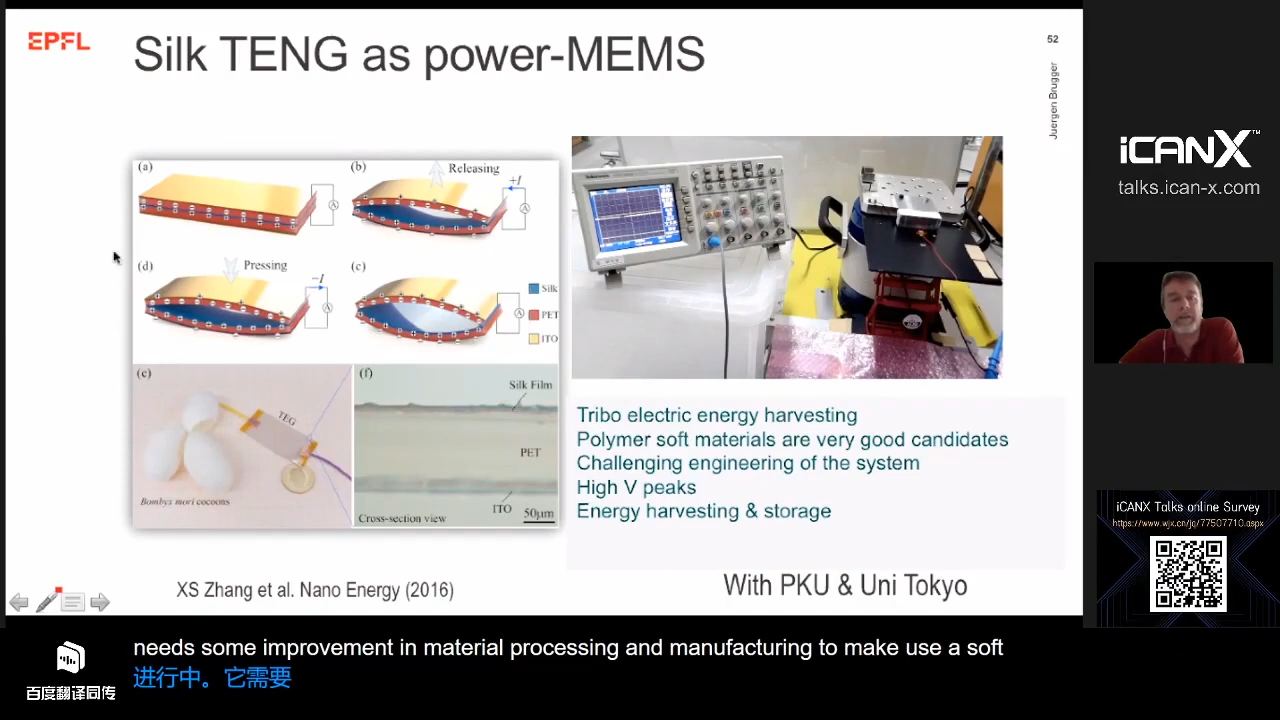 EPFL
Silk TENG as power-MEMS
52
Juergen Brugger
(a)
(b)
Releasing
+I
A
A
(d)
Pressing
(c)
-I
A
A
Silk
PET
ITO
(e)
TEG
Bombyx mori cocoons
(f)
Silk Film
PET
ITO
50μm
Cross-section view
Tribo electric energy harvesting
Polymer soft materials are very good candidates
Challenging engineering of the system
High V peaks
Energy harvesting & storage
XS Zhang et al. Nano Energy (2016)
With PKU & Uni Tokyo
iCANX™
talks.ican-x.com
iCANX Talks online Survey
https://www.wjx.cn/jq/77507710.aspx
needs some improvement in material processing and manufacturing to make use a soft
进行中。它需要
百度翻译同传